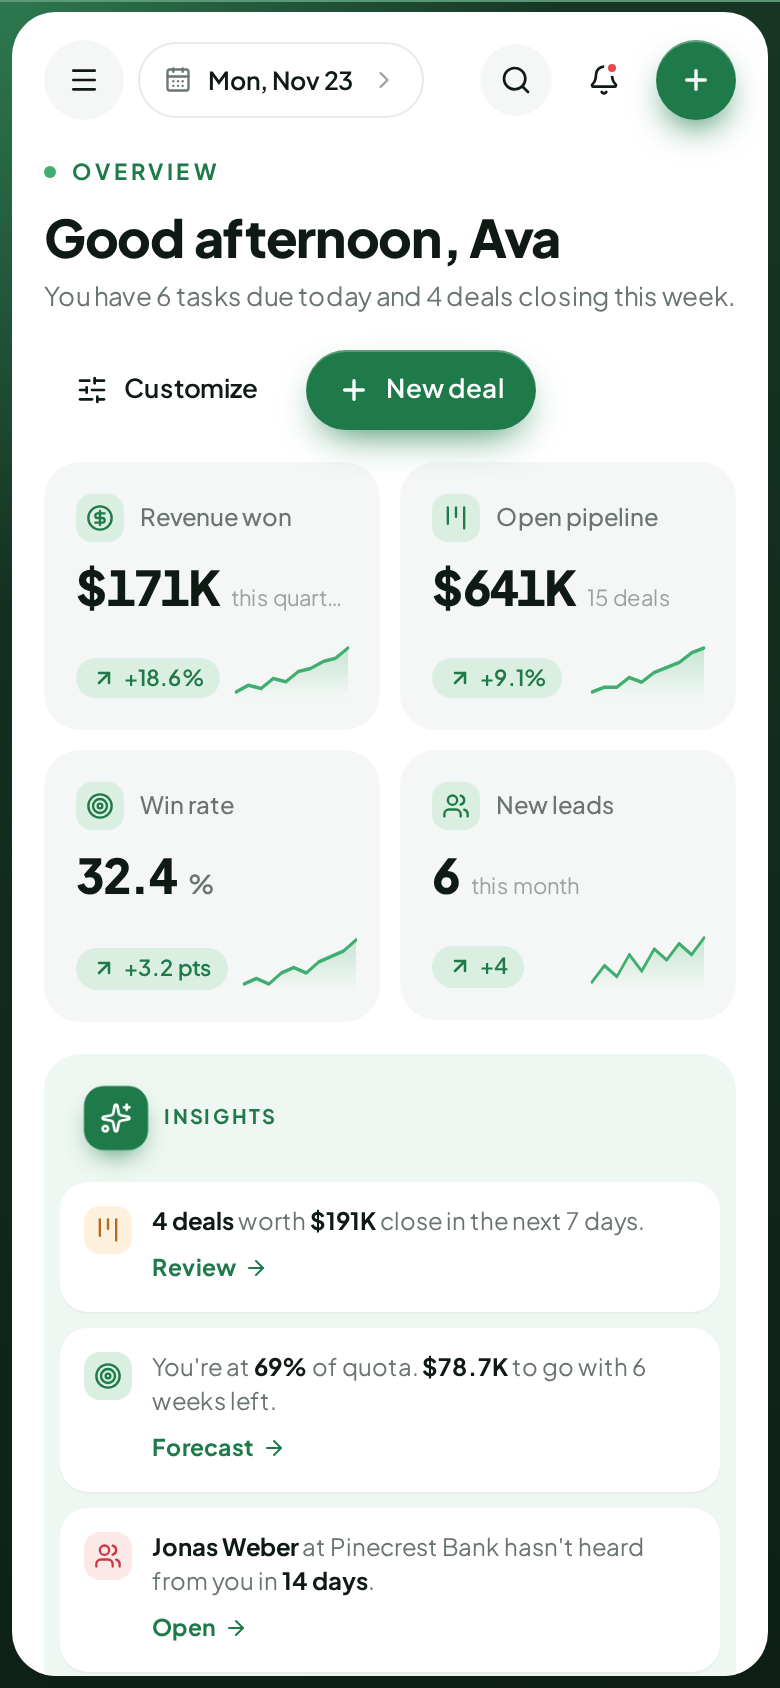 Mon, Nov 23
OVERVIEW
Good afternoon, Ava
You have 6 tasks due today and 4 deals closing this week.
Customize
New deal
Revenue won
$171K this quart...
+18.6%
Open pipeline
$641K 15 deals
+9.1%
Win rate
32.4 %
+3.2 pts
New leads
6 this month
+4
INSIGHTS
4 deals worth $191K close in the next 7 days.
Review
You're at 69% of quota. $78.7K to go with 6
weeks left.
Forecast
Jonas Weber at Pinecrest Bank hasn't heard
from you in 14 days.
Open